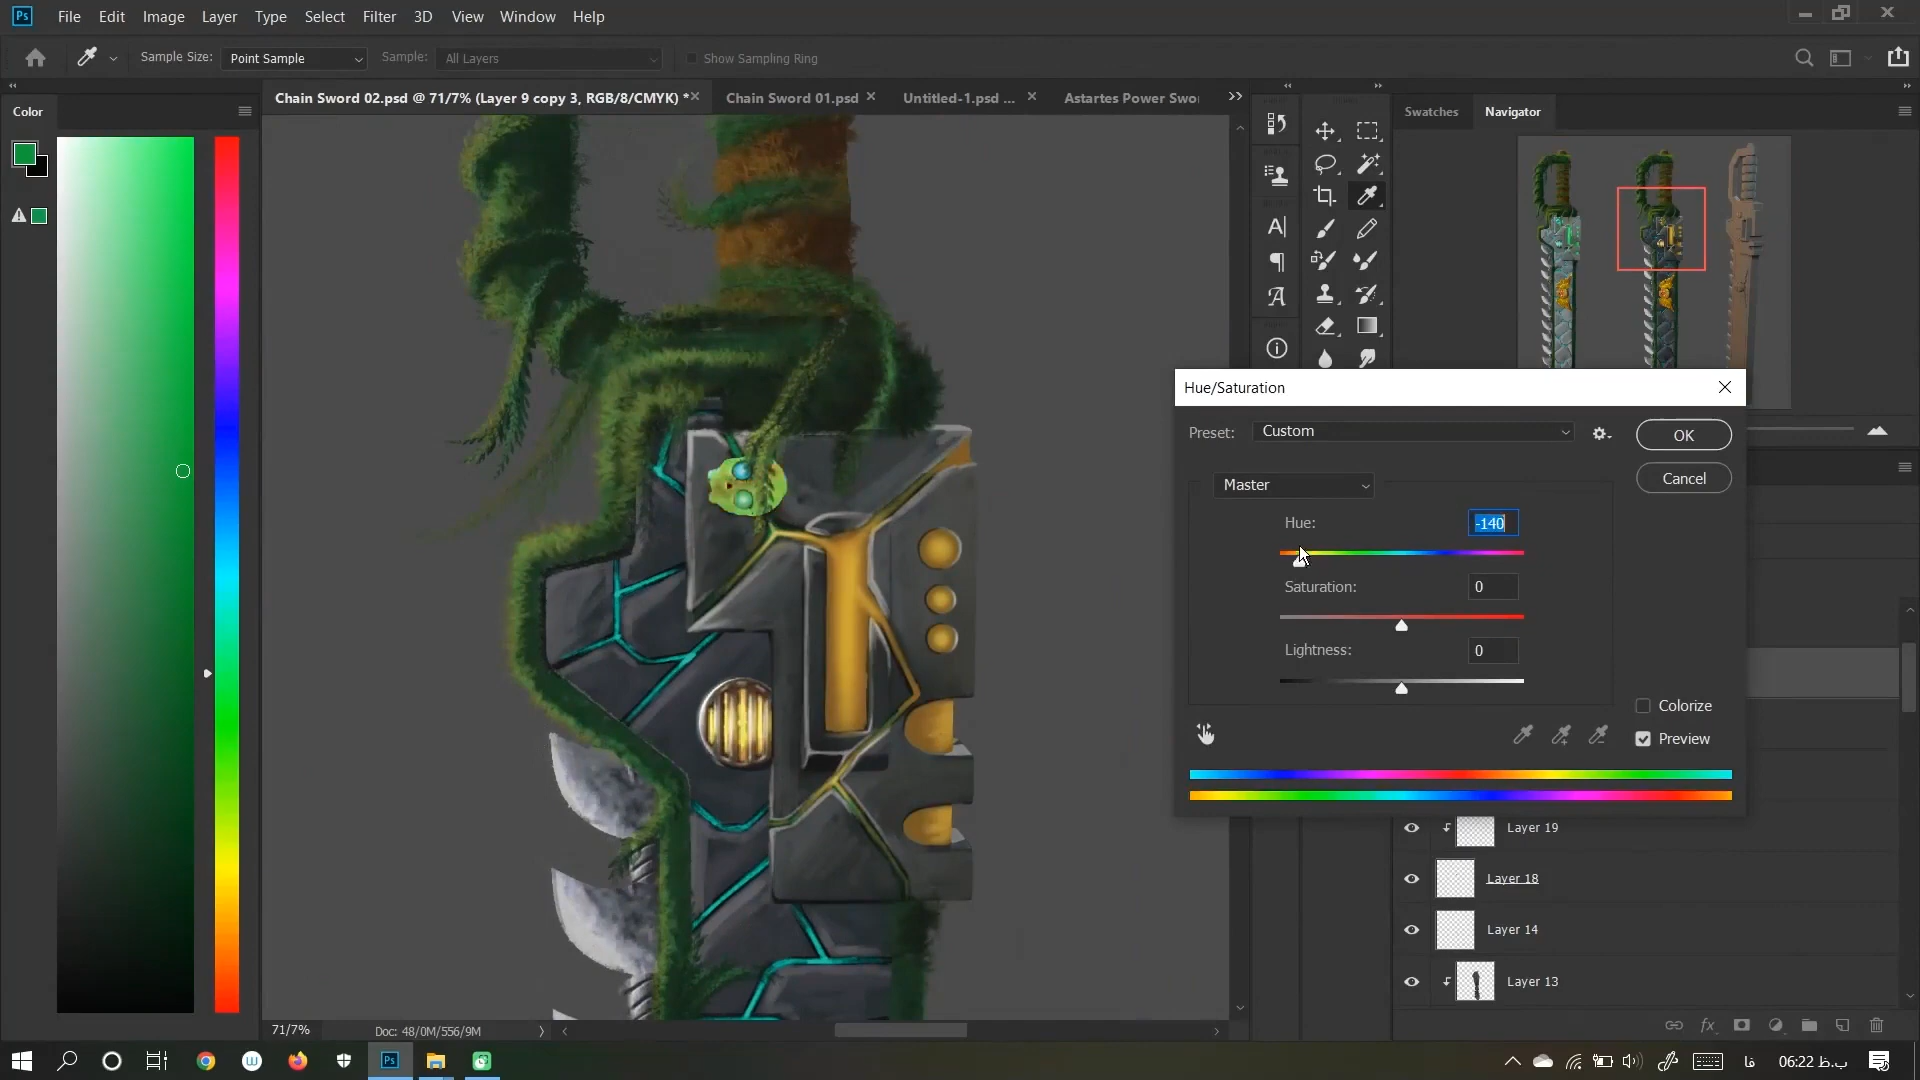 Ps File Edit Image Layer Type Select Filter 3D View Window Help
Sample Size: Point Sample Sample: All Layers Show Sampling Ring
Chain Sword 02.psd @ 71/7% (Layer 9 copy 3, RGB/8/CMYK) * Chain Sword 01.psd Untitled-1.psd ... Astartes Power Swo
Color
Swatches Navigator
Hue/Saturation
Preset: Custom
OK
Master
Cancel
Hue: -140
Saturation: 0
Lightness: 0
Colorize
Preview
Layer 19
Layer 18
Layer 14
Layer 13
71/7% Doc: 48/0M/556/9M
Ps
فا
06:22 ب.ظ